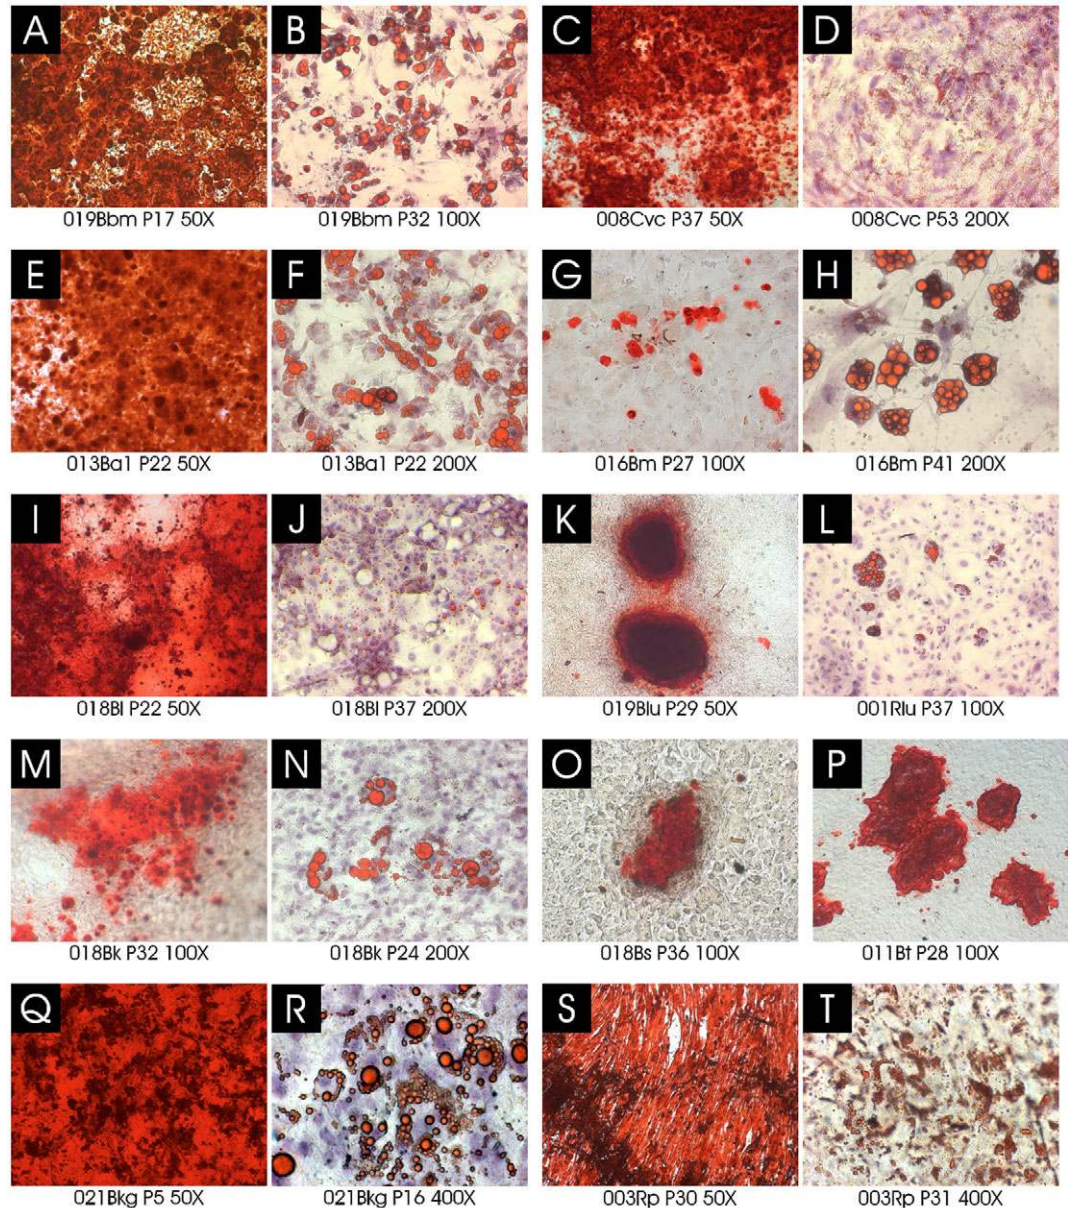 A B C D
019Bbm P17 50X 019Bbm P32 100X 008Cvc P37 50X 008Cvc P53 200X
E F G H
013Ba1 P22 50X 013Ba1 P22 200X 016Bm P27 100X 016Bm P41 200X
I J K L
018Bl P22 50X 018Bl P37 200X 019Blu P29 50X 001Rlu P37 100X
M N O P
018Bk P32 100X 018Bk P24 200X 018Bs P36 100X 011Bt P28 100X
Q R S T
021Bkg P5 50X 021Bkg P16 400X 003Rp P30 50X 003Rp P31 400X